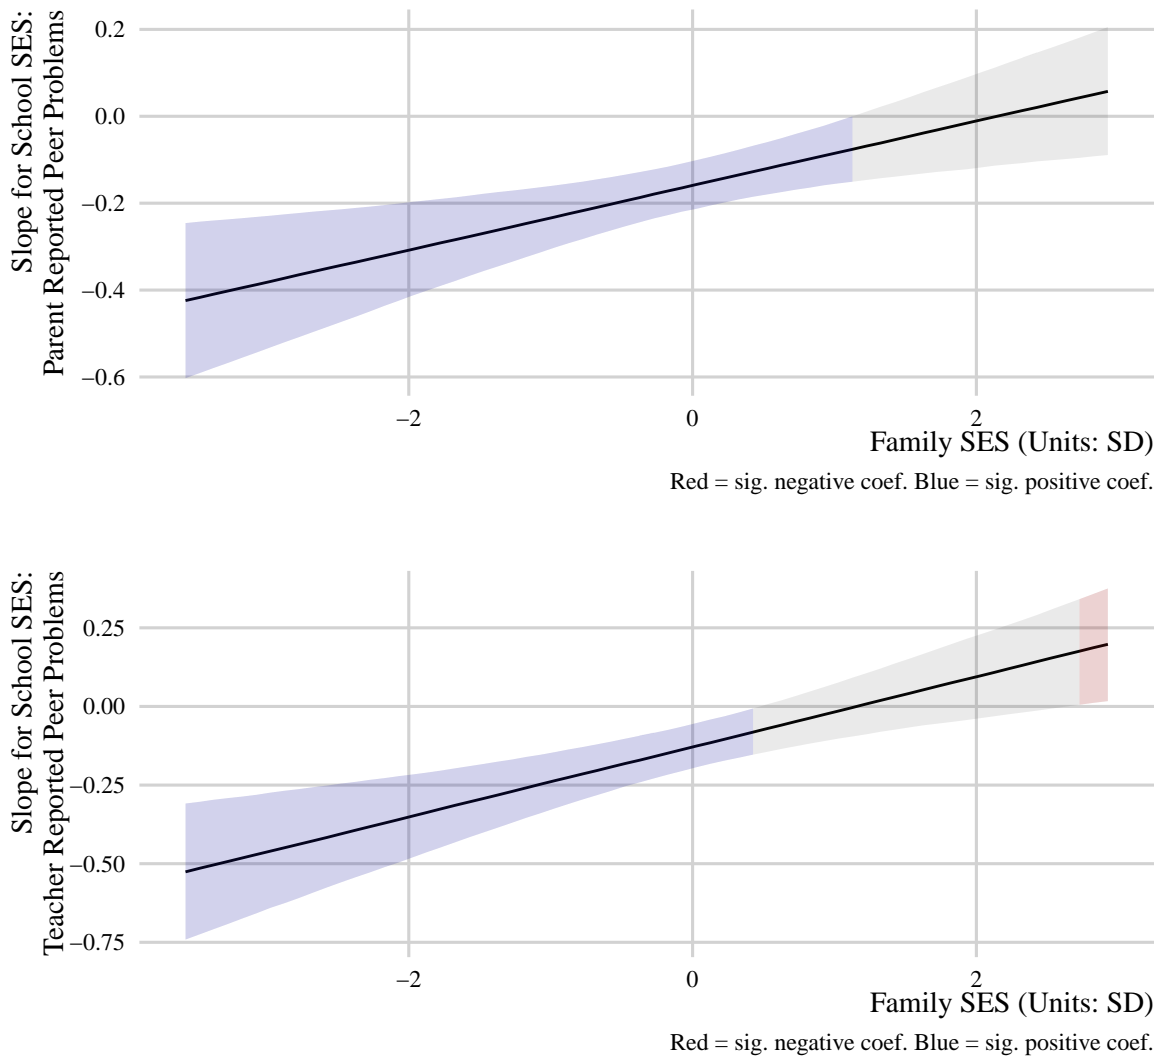 Slope for School SES:
Parent Reported Peer Problems
0.2
0.0
−0.2
−0.4
−0.6
−2
0
2
Family SES (Units: SD)
Red = sig. negative coef. Blue = sig. positive coef.
Slope for School SES:
Teacher Reported Peer Problems
0.25
0.00
−0.25
−0.50
−0.75
−2
0
2
Family SES (Units: SD)
Red = sig. negative coef. Blue = sig. positive coef.